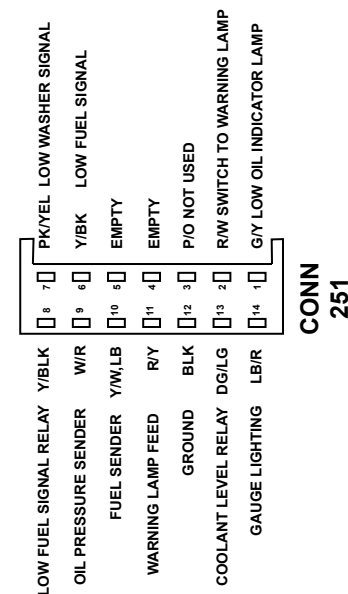 PK/YEL LOW WASHER SIGNAL
Y/BK LOW FUEL SIGNAL
EMPTY
EMPTY
P/O NOT USED
R/W SWITCH TO WARNING LAMP
G/Y LOW OIL INDICATOR LAMP
7
6
5
4
3
2
1
8
9
10
11
12
13
14
LOW FUEL SIGNAL RELAY Y/BLK
OIL PRESSURE SENDER W/R
FUEL SENDER Y/W,LB
WARNING LAMP FEED R/Y
GROUND BLK
COOLANT LEVEL RELAY DG/LG
GAUGE LIGHTING LB/R
CONN
251